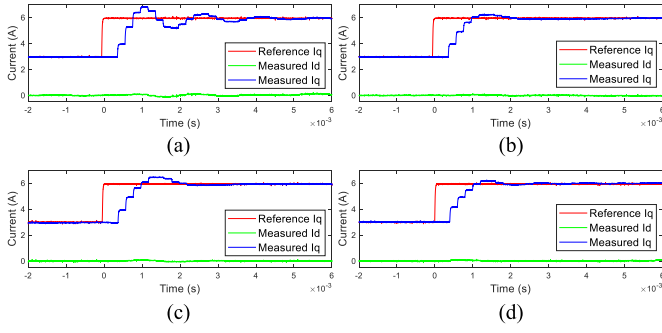 Current (A)
6
4
2
0
Reference Iq
Measured Id
Measured Iq
-2 -1 0 1 2 3 4 5 6
Time (s)
×10⁻³
(a)
Current (A)
6
4
2
0
Reference Iq
Measured Id
Measured Iq
-2 -1 0 1 2 3 4 5 6
Time (s)
×10⁻³
(b)
Current (A)
6
4
2
0
Reference Iq
Measured Id
Measured Iq
-2 -1 0 1 2 3 4 5 6
Time (s)
×10⁻³
(c)
Current (A)
6
4
2
0
Reference Iq
Measured Id
Measured Iq
-2 -1 0 1 2 3 4 5 6
Time (s)
×10⁻³
(d)